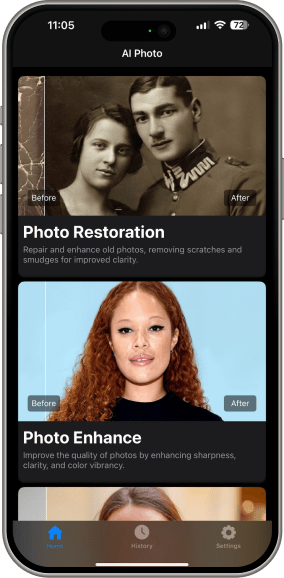 11:05
72
AI Photo
Before
After
Photo Restoration
Repair and enhance old photos, removing scratches and
smudges for improved clarity.
Before
After
Photo Enhance
Improve the quality of photos by enhancing sharpness,
clarity, and color vibrancy.
Home
History
Settings